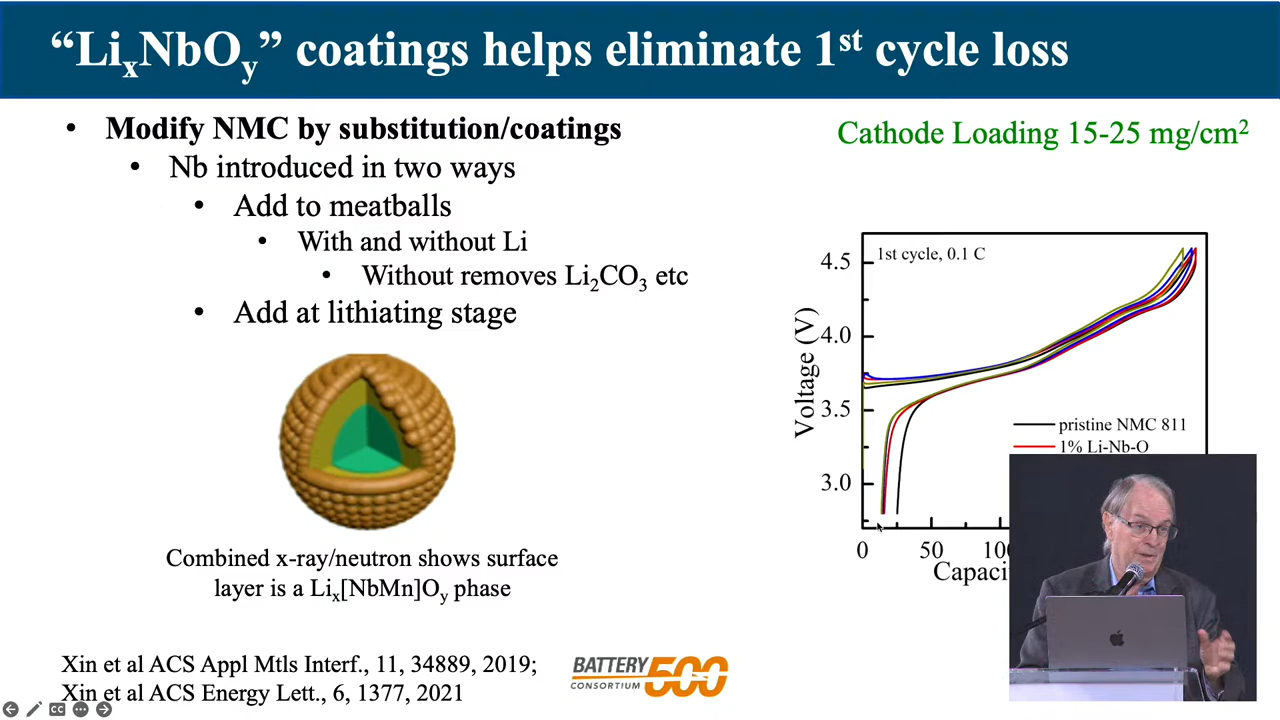 “LiₓNbOᵧ” coatings helps eliminate 1ˢᵗ cycle loss
• Modify NMC by substitution/coatings
• Nb introduced in two ways
• Add to meatballs
• With and without Li
• Without removes Li₂CO₃ etc
• Add at lithiating stage
Combined x-ray/neutron shows surface
layer is a Liₓ[NbMn]Oᵧ phase
Xin et al ACS Appl Mtls Interf., 11, 34889, 2019;
Xin et al ACS Energy Lett., 6, 1377, 2021
BATTERY
CONSORTIUM
500
Cathode Loading 15-25 mg/cm²
1st cycle, 0.1 C
Voltage (V)
4.5
4.0
3.5
3.0
pristine NMC 811
1% Li-Nb-O
0 50
CC